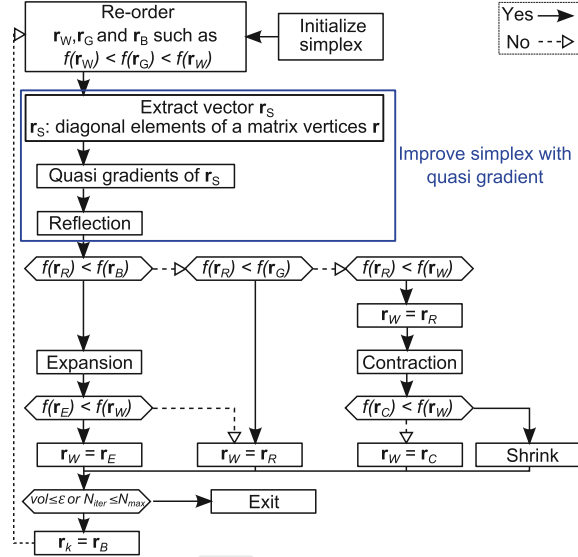 Re-order
r_W, r_G and r_B such as
f(r_W) < f(r_G) < f(r_W)
Initialize
simplex
Yes
No
Extract vector r_S
r_S: diagonal elements of a matrix vertices r
Quasi gradients of r_S
Reflection
Improve simplex with
quasi gradient
f(r_R) < f(r_B)
f(r_R) < f(r_G)
f(r_R) < f(r_W)
r_W = r_R
Expansion
Contraction
f(r_E) < f(r_W)
f(r_C) < f(r_W)
r_W = r_E
r_W = r_R
r_W = r_C
Shrink
vol≤ε or N_iter ≤N_max
Exit
r_k = r_B